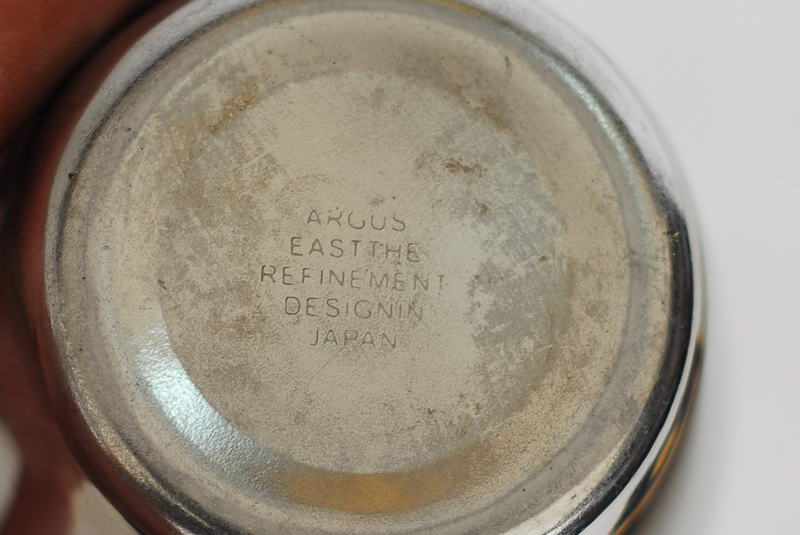 ARGUS
EASTTHE
REFINEMENT
DESIGNIN
JAPAN